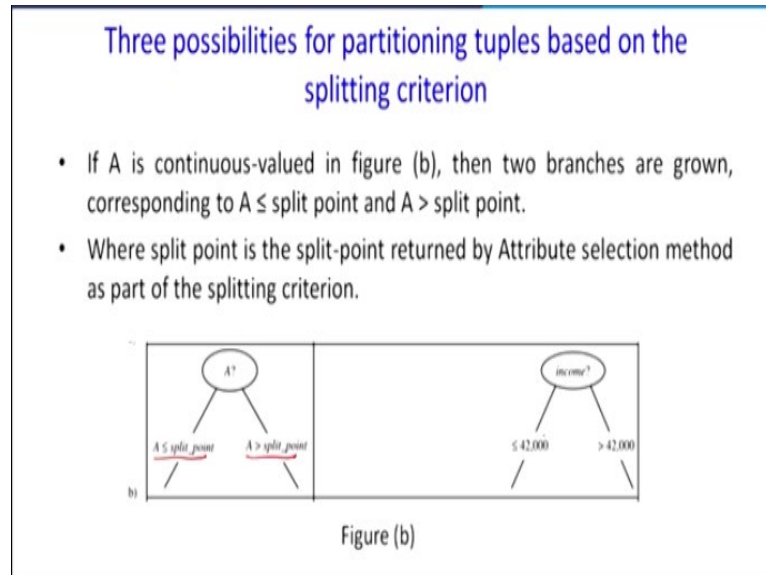 Three possibilities for partitioning tuples based on the
splitting criterion
• If A is continuous-valued in figure (b), then two branches are grown,
corresponding to A ≤ split point and A > split point.
• Where split point is the split-point returned by Attribute selection method
as part of the splitting criterion.
A?
income?
A ≤ split_point
A > split_point
≤ 42,000
> 42,000
b)
Figure (b)